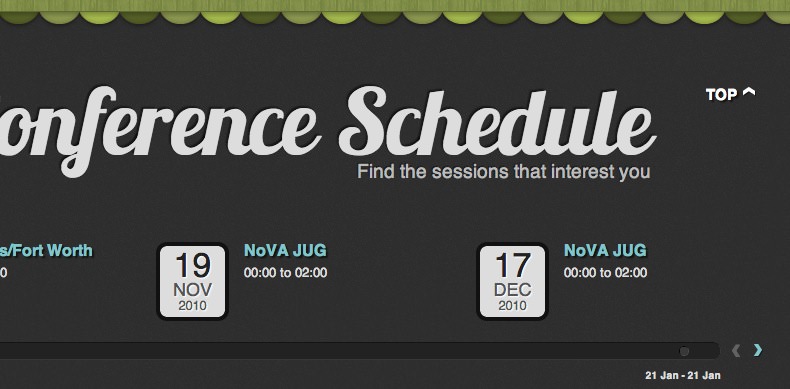 onference Schedule
TOP
Find the sessions that interest you
s/Fort Worth
0
19
NOV
2010
NoVA JUG
00:00 to 02:00
17
DEC
2010
NoVA JUG
00:00 to 02:00
21 Jan - 21 Jan